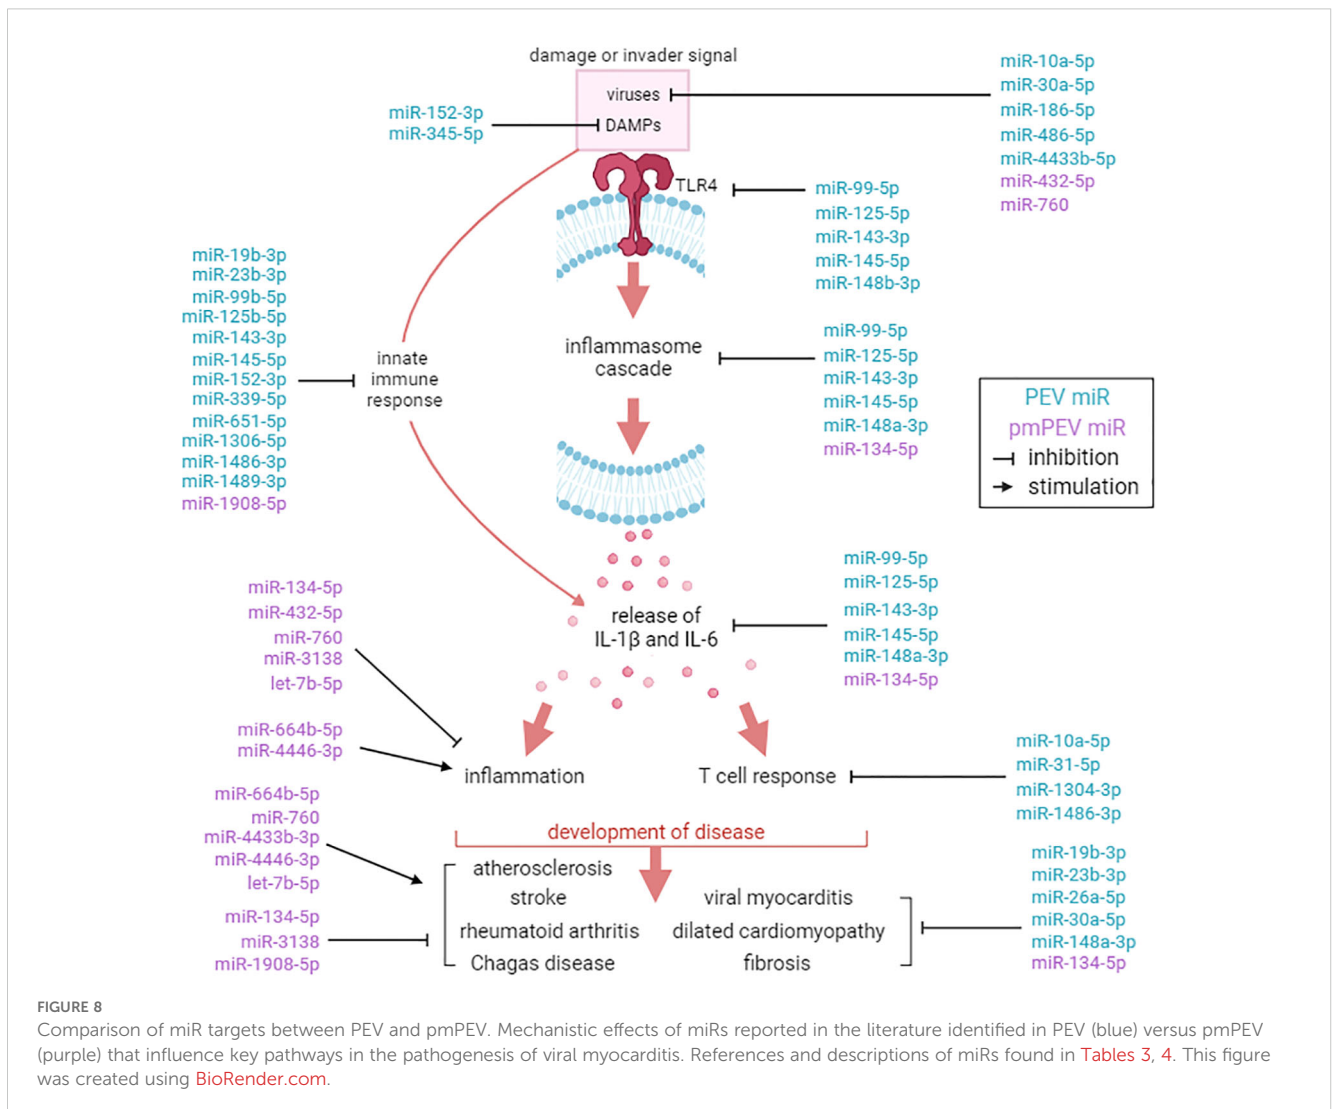 damage or invader signal
viruses
DAMPs
miR-152-3p
miR-345-5p
miR-10a-5p
miR-30a-5p
miR-186-5p
miR-486-5p
miR-4433b-5p
miR-432-5p
miR-760
TLR4
miR-99-5p
miR-125-5p
miR-143-3p
miR-145-5p
miR-148b-3p
miR-19b-3p
miR-23b-3p
miR-99b-5p
miR-125b-5p
miR-143-3p
miR-145-5p
miR-152-3p
miR-339-5p
miR-651-5p
miR-1306-5p
miR-1486-3p
miR-1489-3p
miR-1908-5p
innate
immune
response
inflammasome
cascade
miR-99-5p
miR-125-5p
miR-143-3p
miR-145-5p
miR-148a-3p
miR-134-5p
PEV miR
pmPEV miR
inhibition
stimulation
release of
IL-1β and IL-6
miR-99-5p
miR-125-5p
miR-143-3p
miR-145-5p
miR-148a-3p
miR-134-5p
miR-134-5p
miR-432-5p
miR-760
miR-3138
let-7b-5p
miR-664b-5p
miR-4446-3p
inflammation
T cell response
miR-10a-5p
miR-31-5p
miR-1304-3p
miR-1486-3p
development of disease
miR-664b-5p
miR-760
miR-4433b-3p
miR-4446-3p
let-7b-5p
miR-134-5p
miR-3138
miR-1908-5p
atherosclerosis
stroke
rheumatoid arthritis
Chagas disease
viral myocarditis
dilated cardiomyopathy
fibrosis
miR-19b-3p
miR-23b-3p
miR-26a-5p
miR-30a-5p
miR-148a-3p
miR-134-5p
FIGURE 8
Comparison of miR targets between PEV and pmPEV. Mechanistic effects of miRs reported in the literature identified in PEV (blue) versus pmPEV
(purple) that influence key pathways in the pathogenesis of viral myocarditis. References and descriptions of miRs found in Tables 3, 4. This figure
was created using BioRender.com.